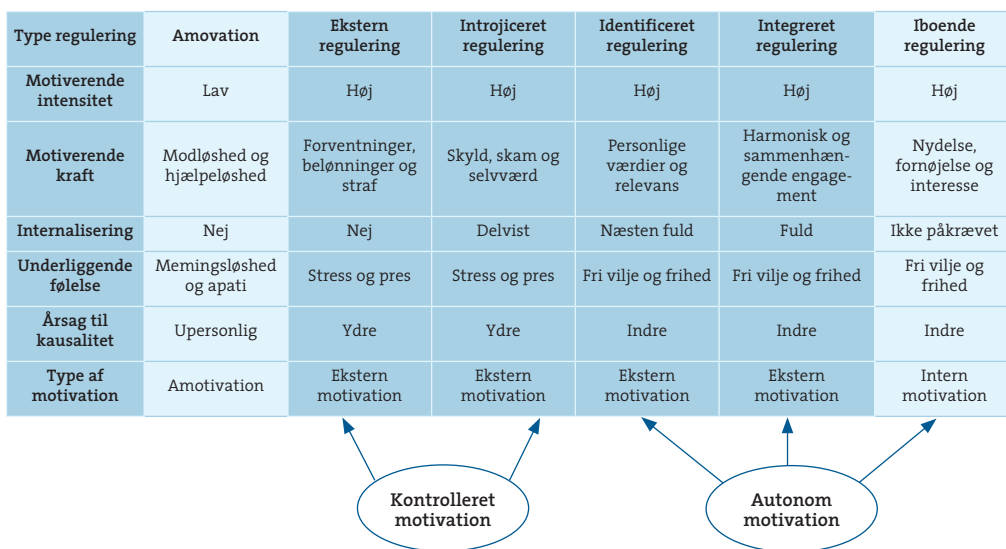 Type regulering
Amovation
Ekstern
regulering
Introjiceret
regulering
Identificeret
regulering
Integreret
regulering
Iboende
regulering
Motiverende
intensitet
Lav
Høj
Høj
Høj
Høj
Høj
Motiverende
kraft
Modløshed og
hjælpeløshed
Forventninger,
belønninger og
straf
Skyld, skam og
selvværd
Personlige
værdier og
relevans
Harmonisk og
sammenhæn-
gende engage-
ment
Nydelse,
fornøjelse og
interesse
Internalisering
Nej
Nej
Delvist
Næsten fuld
Fuld
Ikke påkrævet
Underliggende
følelse
Memingsløshed
og apati
Stress og pres
Stress og pres
Fri vilje og frihed
Fri vilje og frihed
Fri vilje og
frihed
Årsag til
kausalitet
Upersonlig
Ydre
Ydre
Indre
Indre
Indre
Type af
motivation
Amotivation
Ekstern
motivation
Ekstern
motivation
Ekstern
motivation
Ekstern
motivation
Intern
motivation
Kontrolleret
motivation
Autonom
motivation